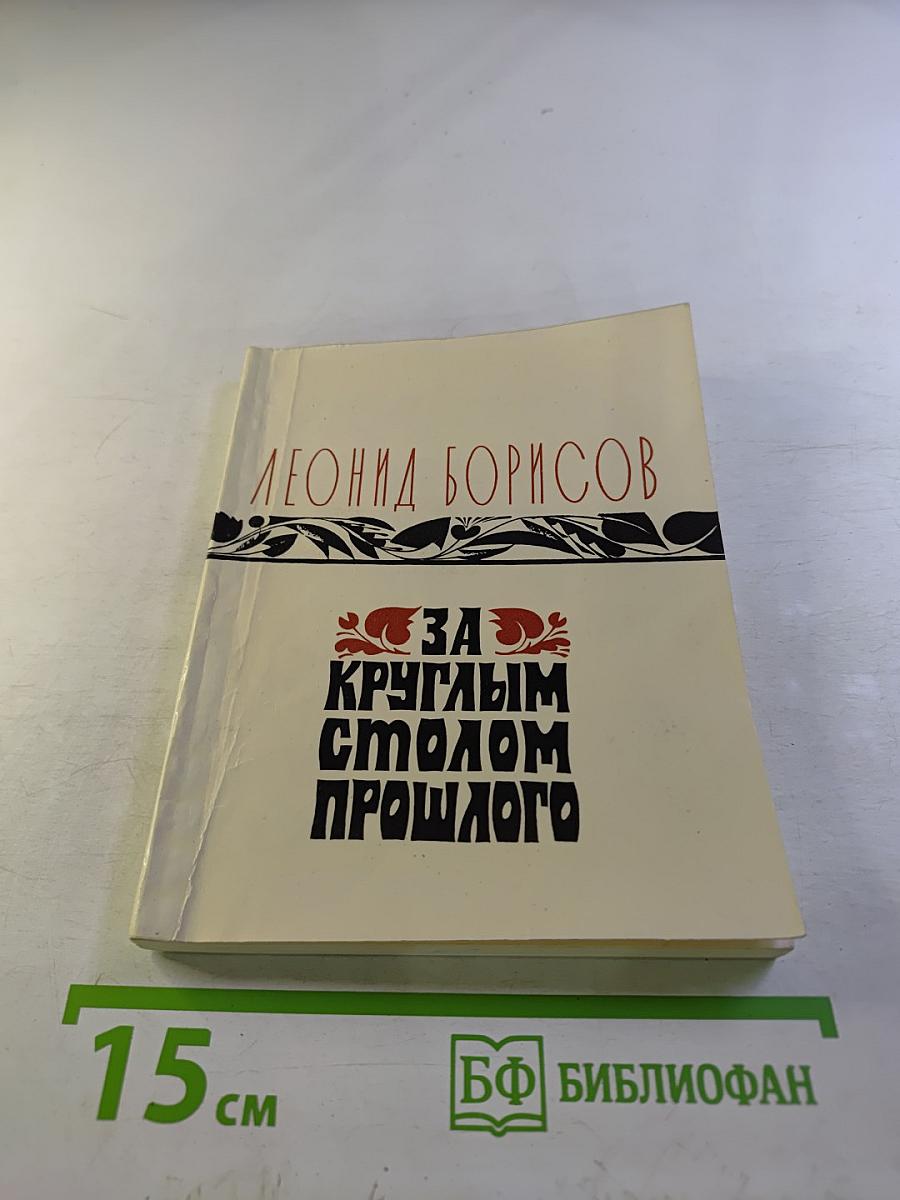 ЛЕОНИД БОРИСОВ
ЗА
КРУГЛЫМ
СТОЛОМ
ПРОШЛОГО
15 см
БФ БИБЛИОФАН